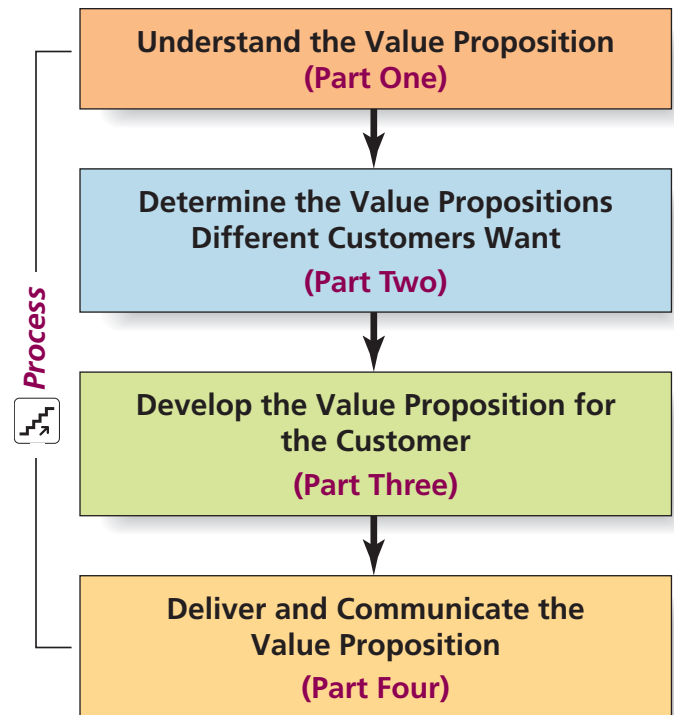 Understand the Value Proposition
(Part One)
Determine the Value Propositions
Different Customers Want
(Part Two)
Process
Develop the Value Proposition for
the Customer
(Part Three)
Deliver and Communicate the
Value Proposition
(Part Four)